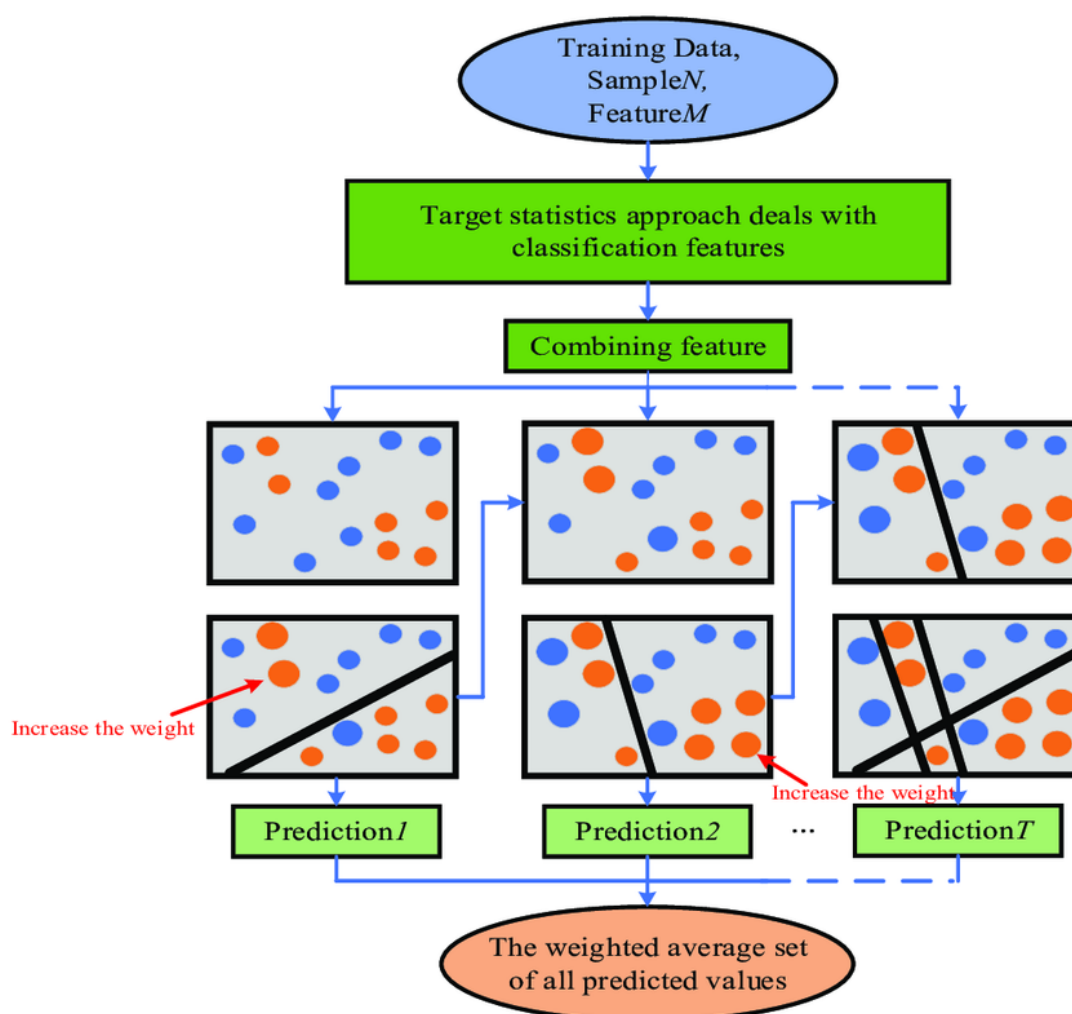 Training Data,
SampleN,
FeatureM
Target statistics approach deals with
classification features
Combining feature
Increase the weight
Increase the weight
Prediction1
Prediction2
...
PredictionT
The weighted average set
of all predicted values